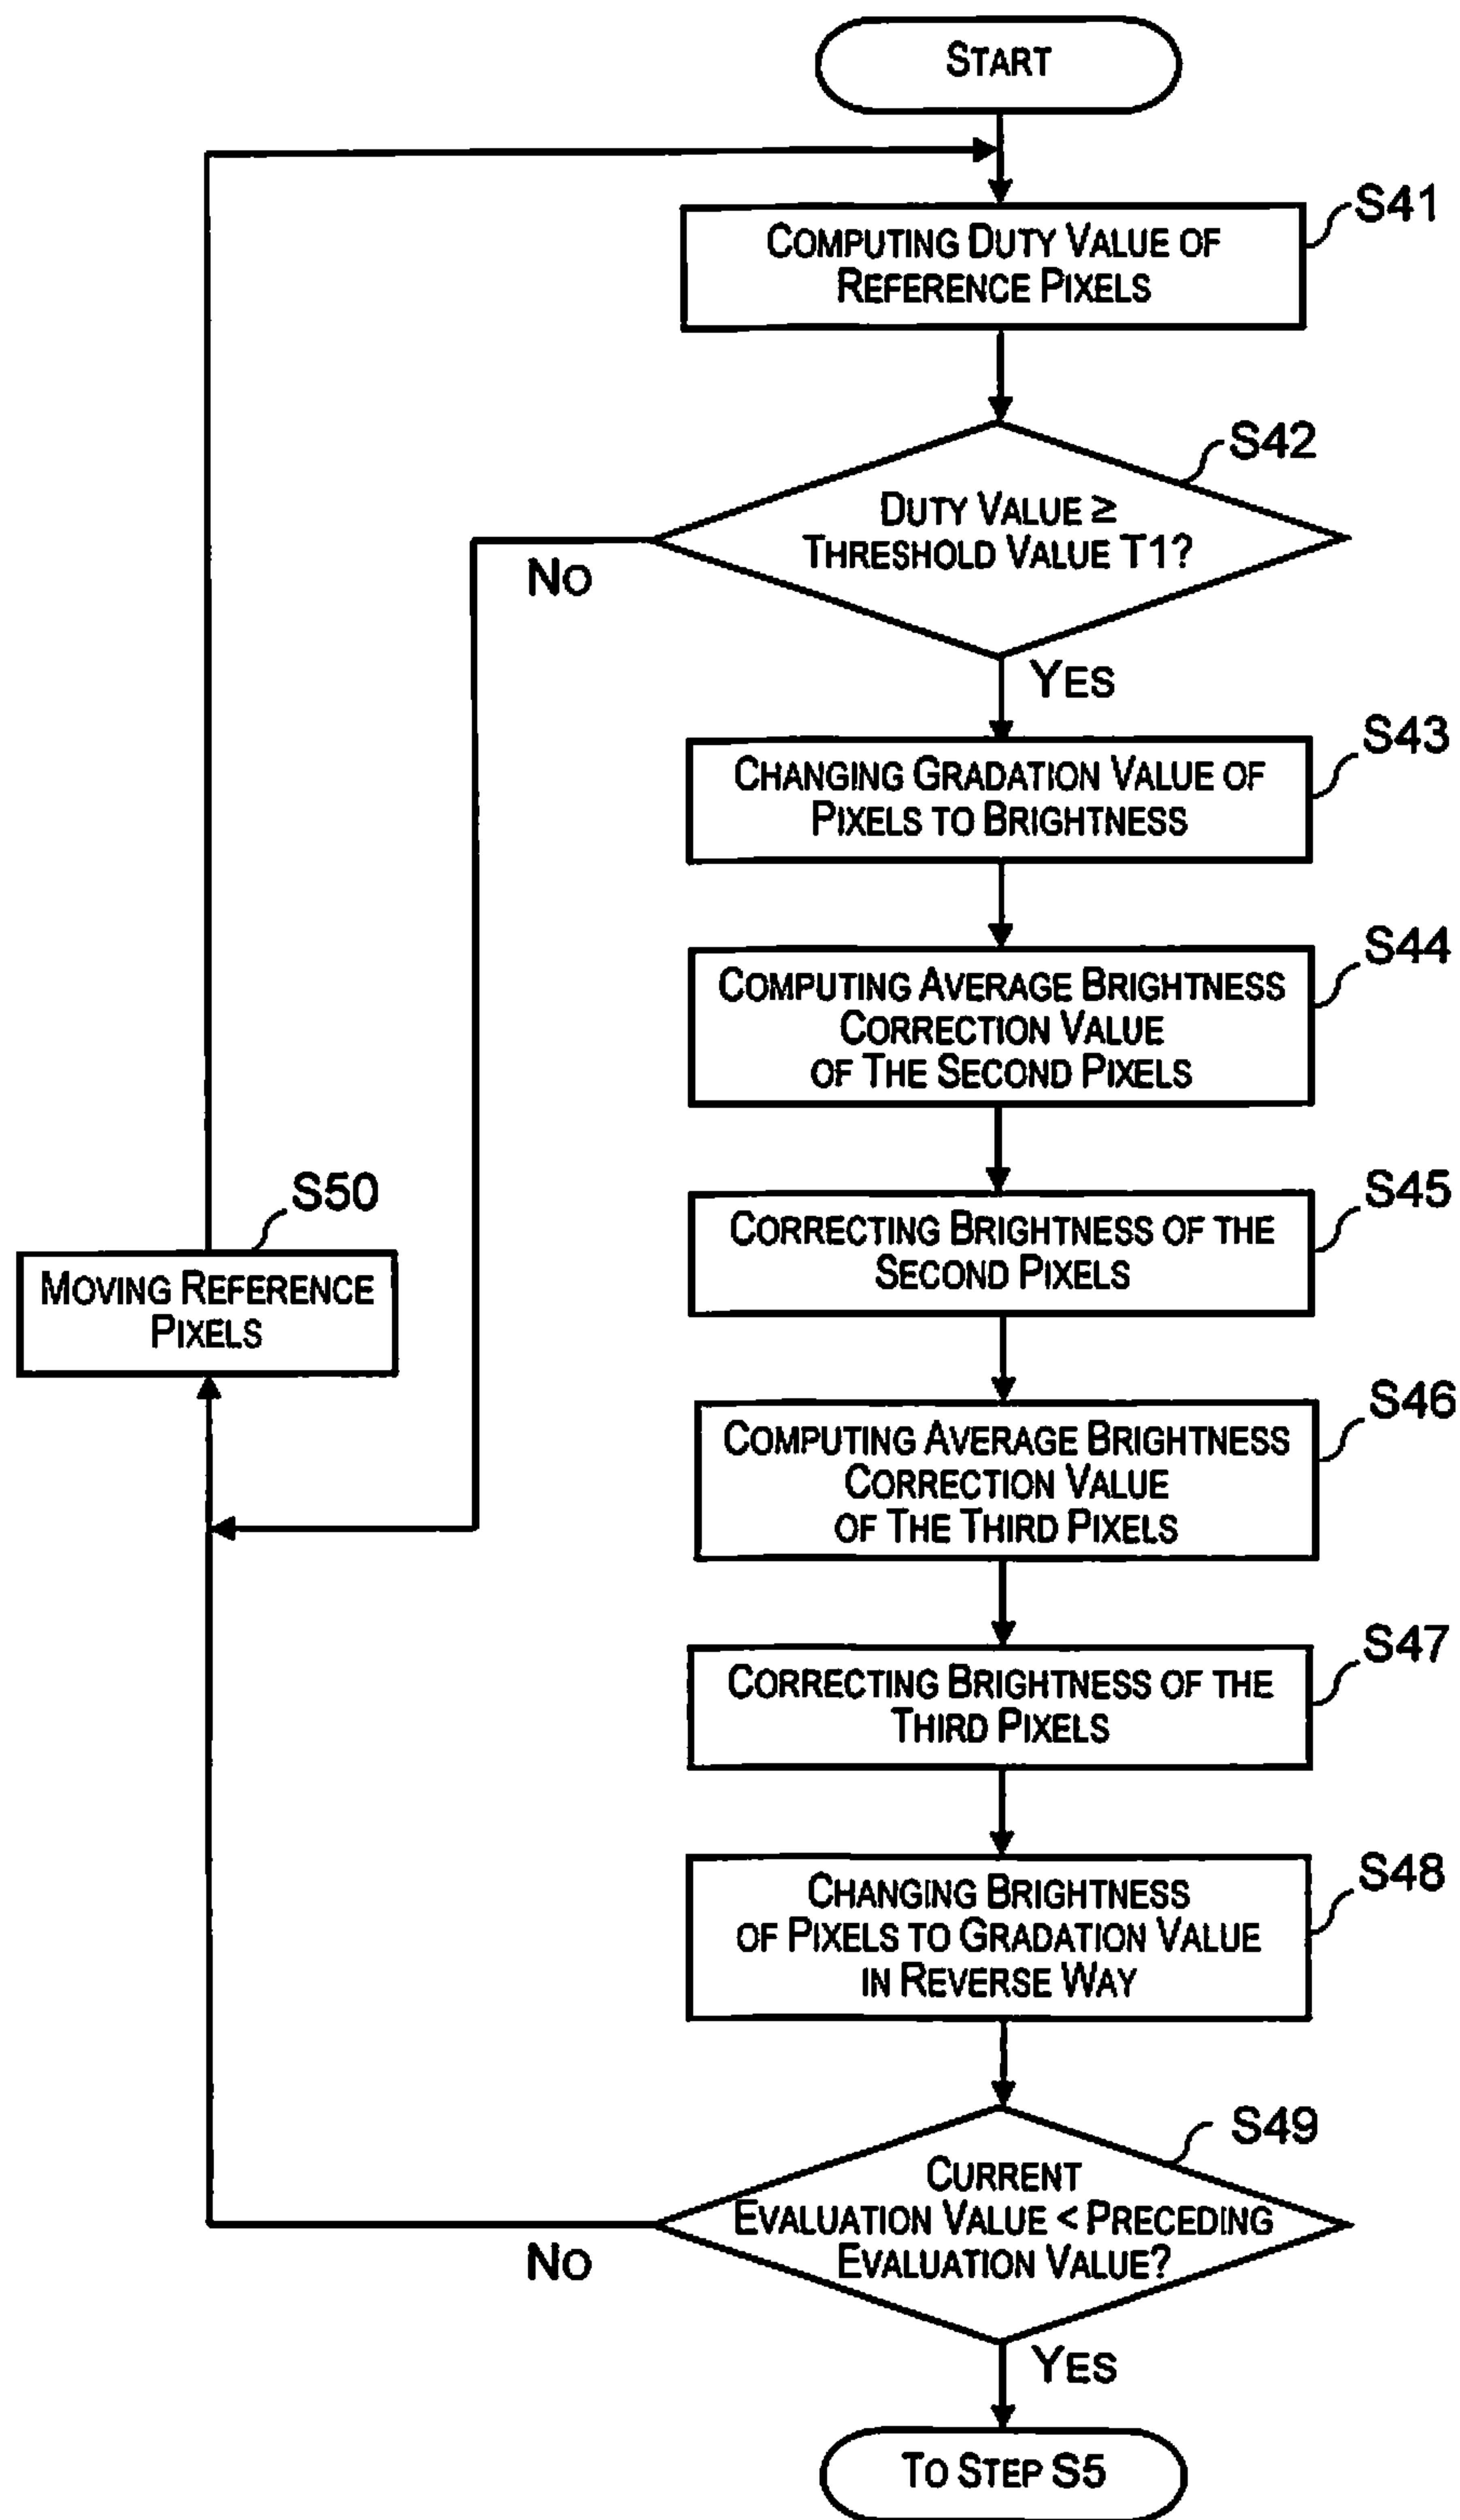 START
S41
COMPUTING DUTY VALUE OF
REFERENCE PIXELS
S42
DUTY VALUE ≥
THRESHOLD VALUE T1?
NO
YES
S43
CHANGING GRADATION VALUE OF
PIXELS TO BRIGHTNESS
S44
COMPUTING AVERAGE BRIGHTNESS
CORRECTION VALUE
OF THE SECOND PIXELS
S45
CORRECTING BRIGHTNESS OF THE
SECOND PIXELS
S50
MOVING REFERENCE
PIXELS
S46
COMPUTING AVERAGE BRIGHTNESS
CORRECTION VALUE
OF THE THIRD PIXELS
S47
CORRECTING BRIGHTNESS OF THE
THIRD PIXELS
S48
CHANGING BRIGHTNESS
OF PIXELS TO GRADATION VALUE
IN REVERSE WAY
S49
CURRENT
EVALUATION VALUE < PRECEDING
EVALUATION VALUE?
NO
YES
TO STEP S5